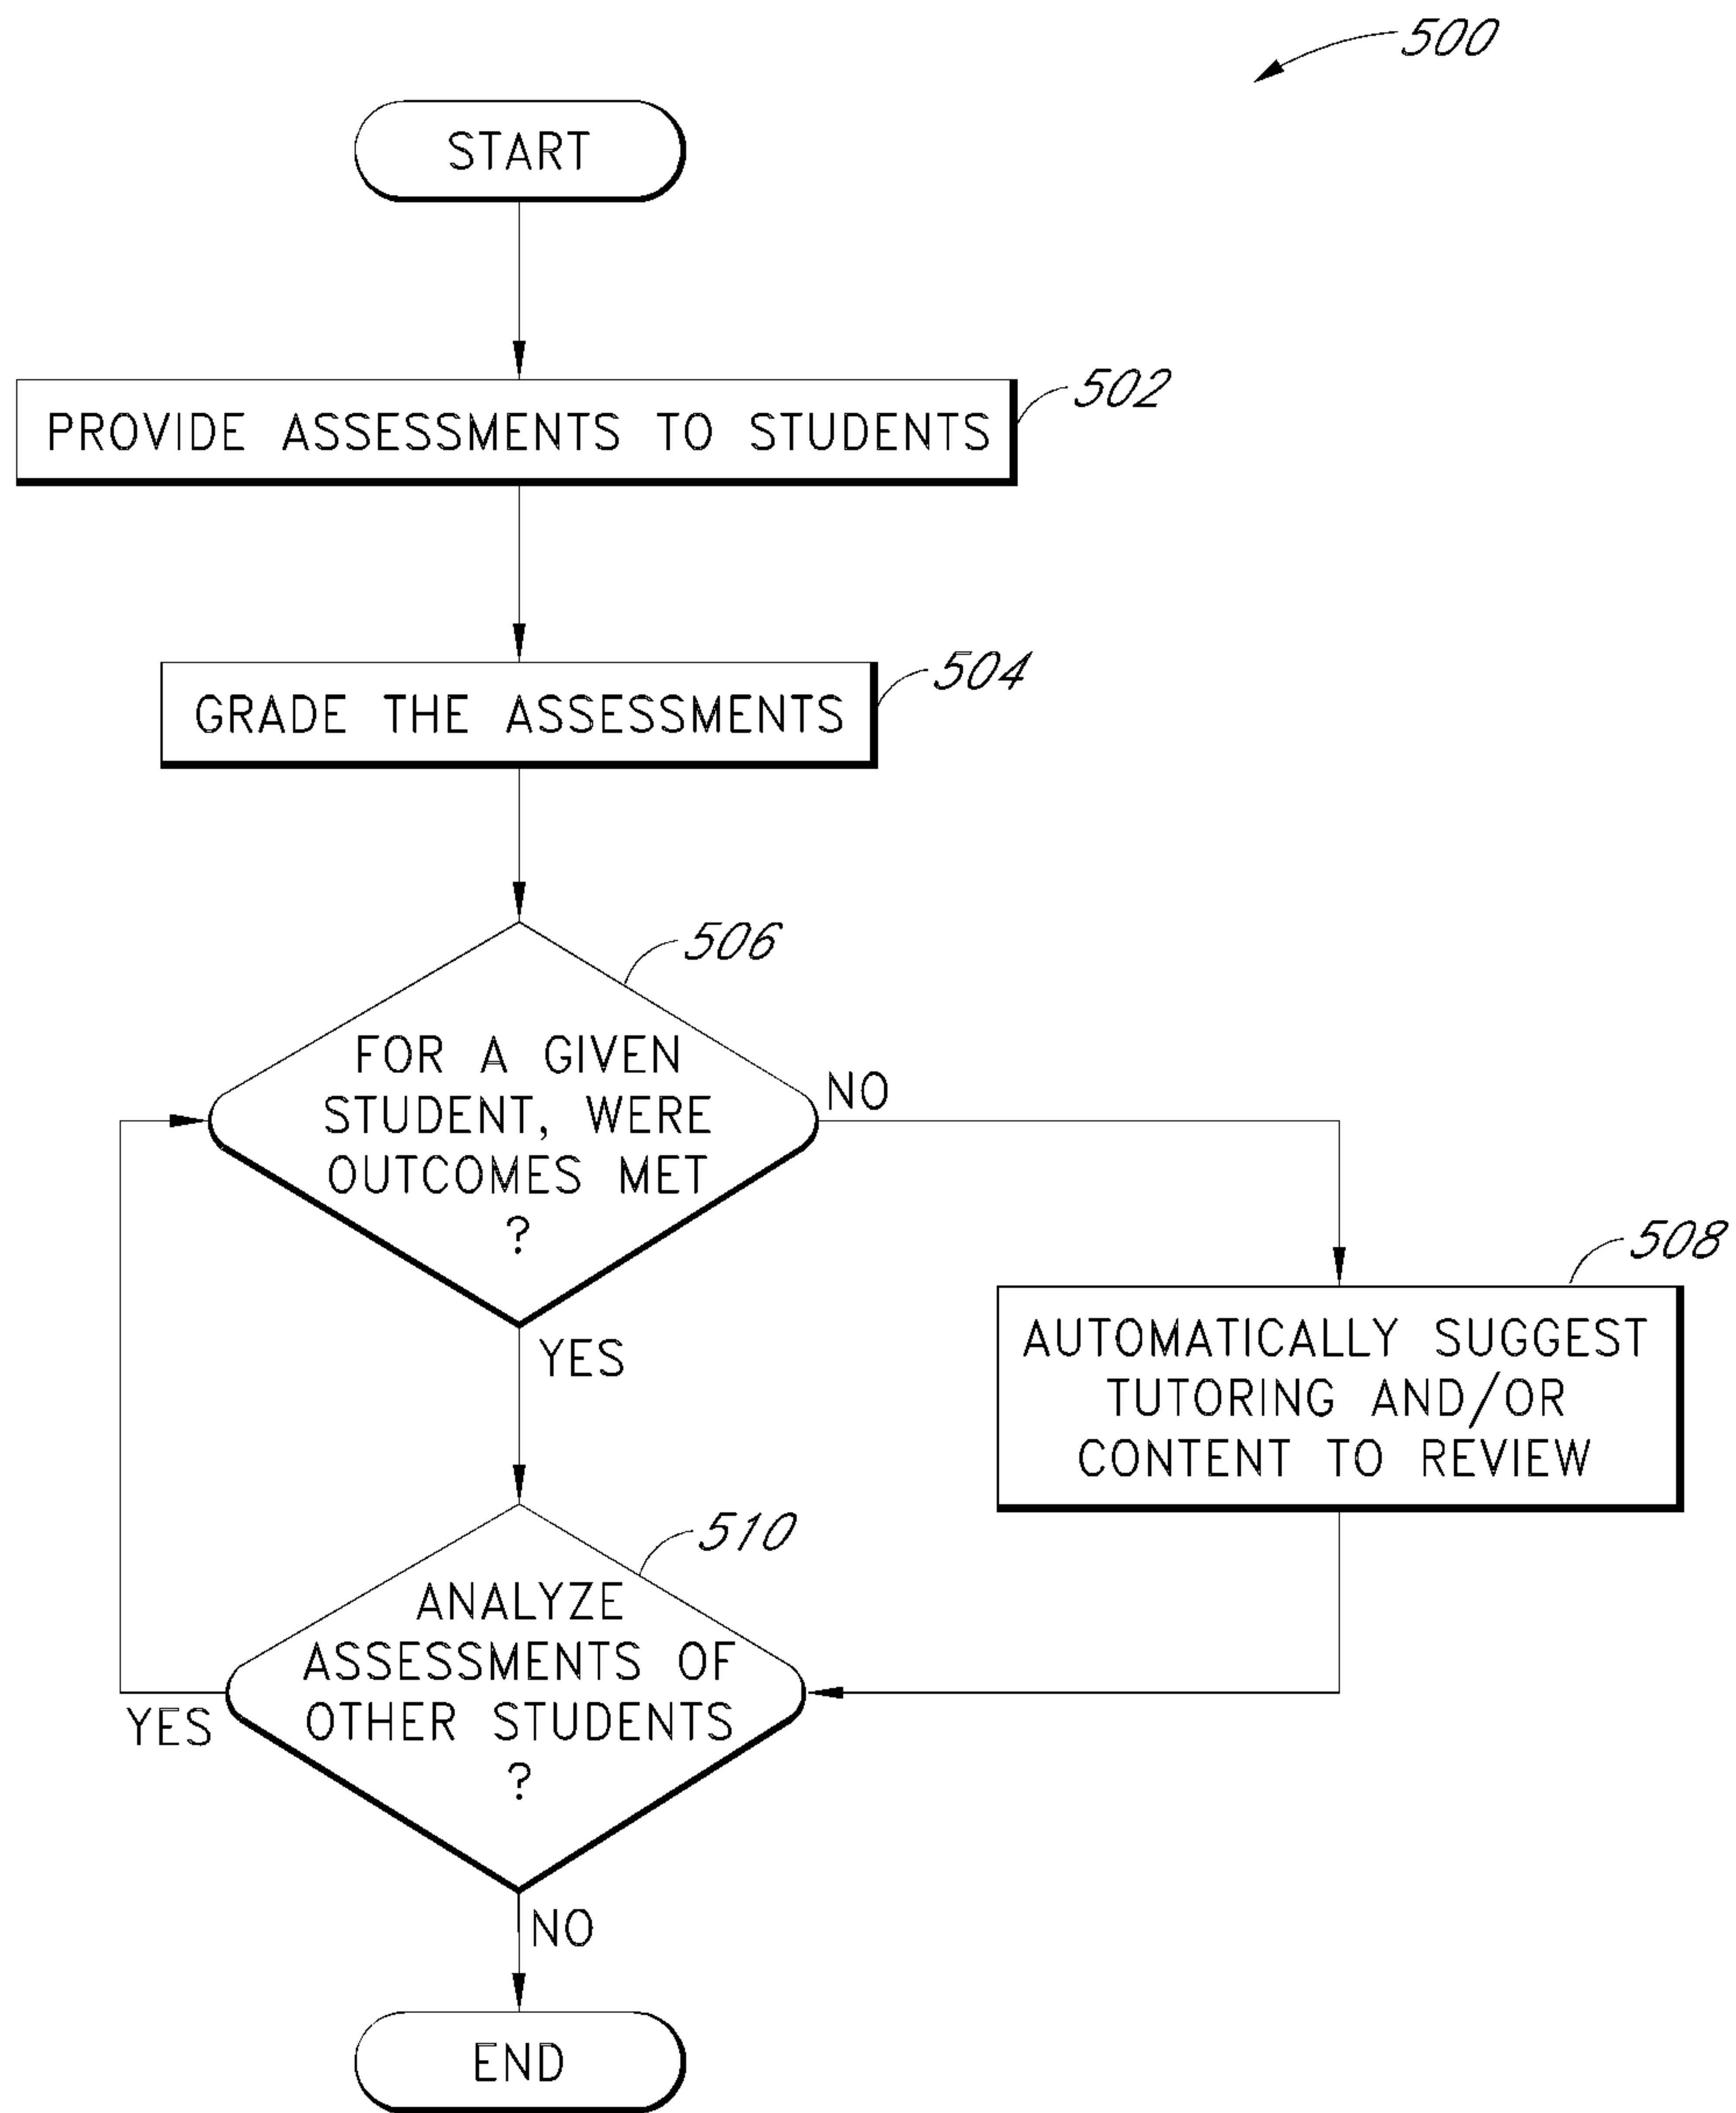 500
START
PROVIDE ASSESSMENTS TO STUDENTS
502
GRADE THE ASSESSMENTS
504
506
FOR A GIVEN
STUDENT, WERE
OUTCOMES MET
?
NO
YES
508
AUTOMATICALLY SUGGEST
TUTORING AND/OR
CONTENT TO REVIEW
510
ANALYZE
ASSESSMENTS OF
OTHER STUDENTS
?
YES
NO
END